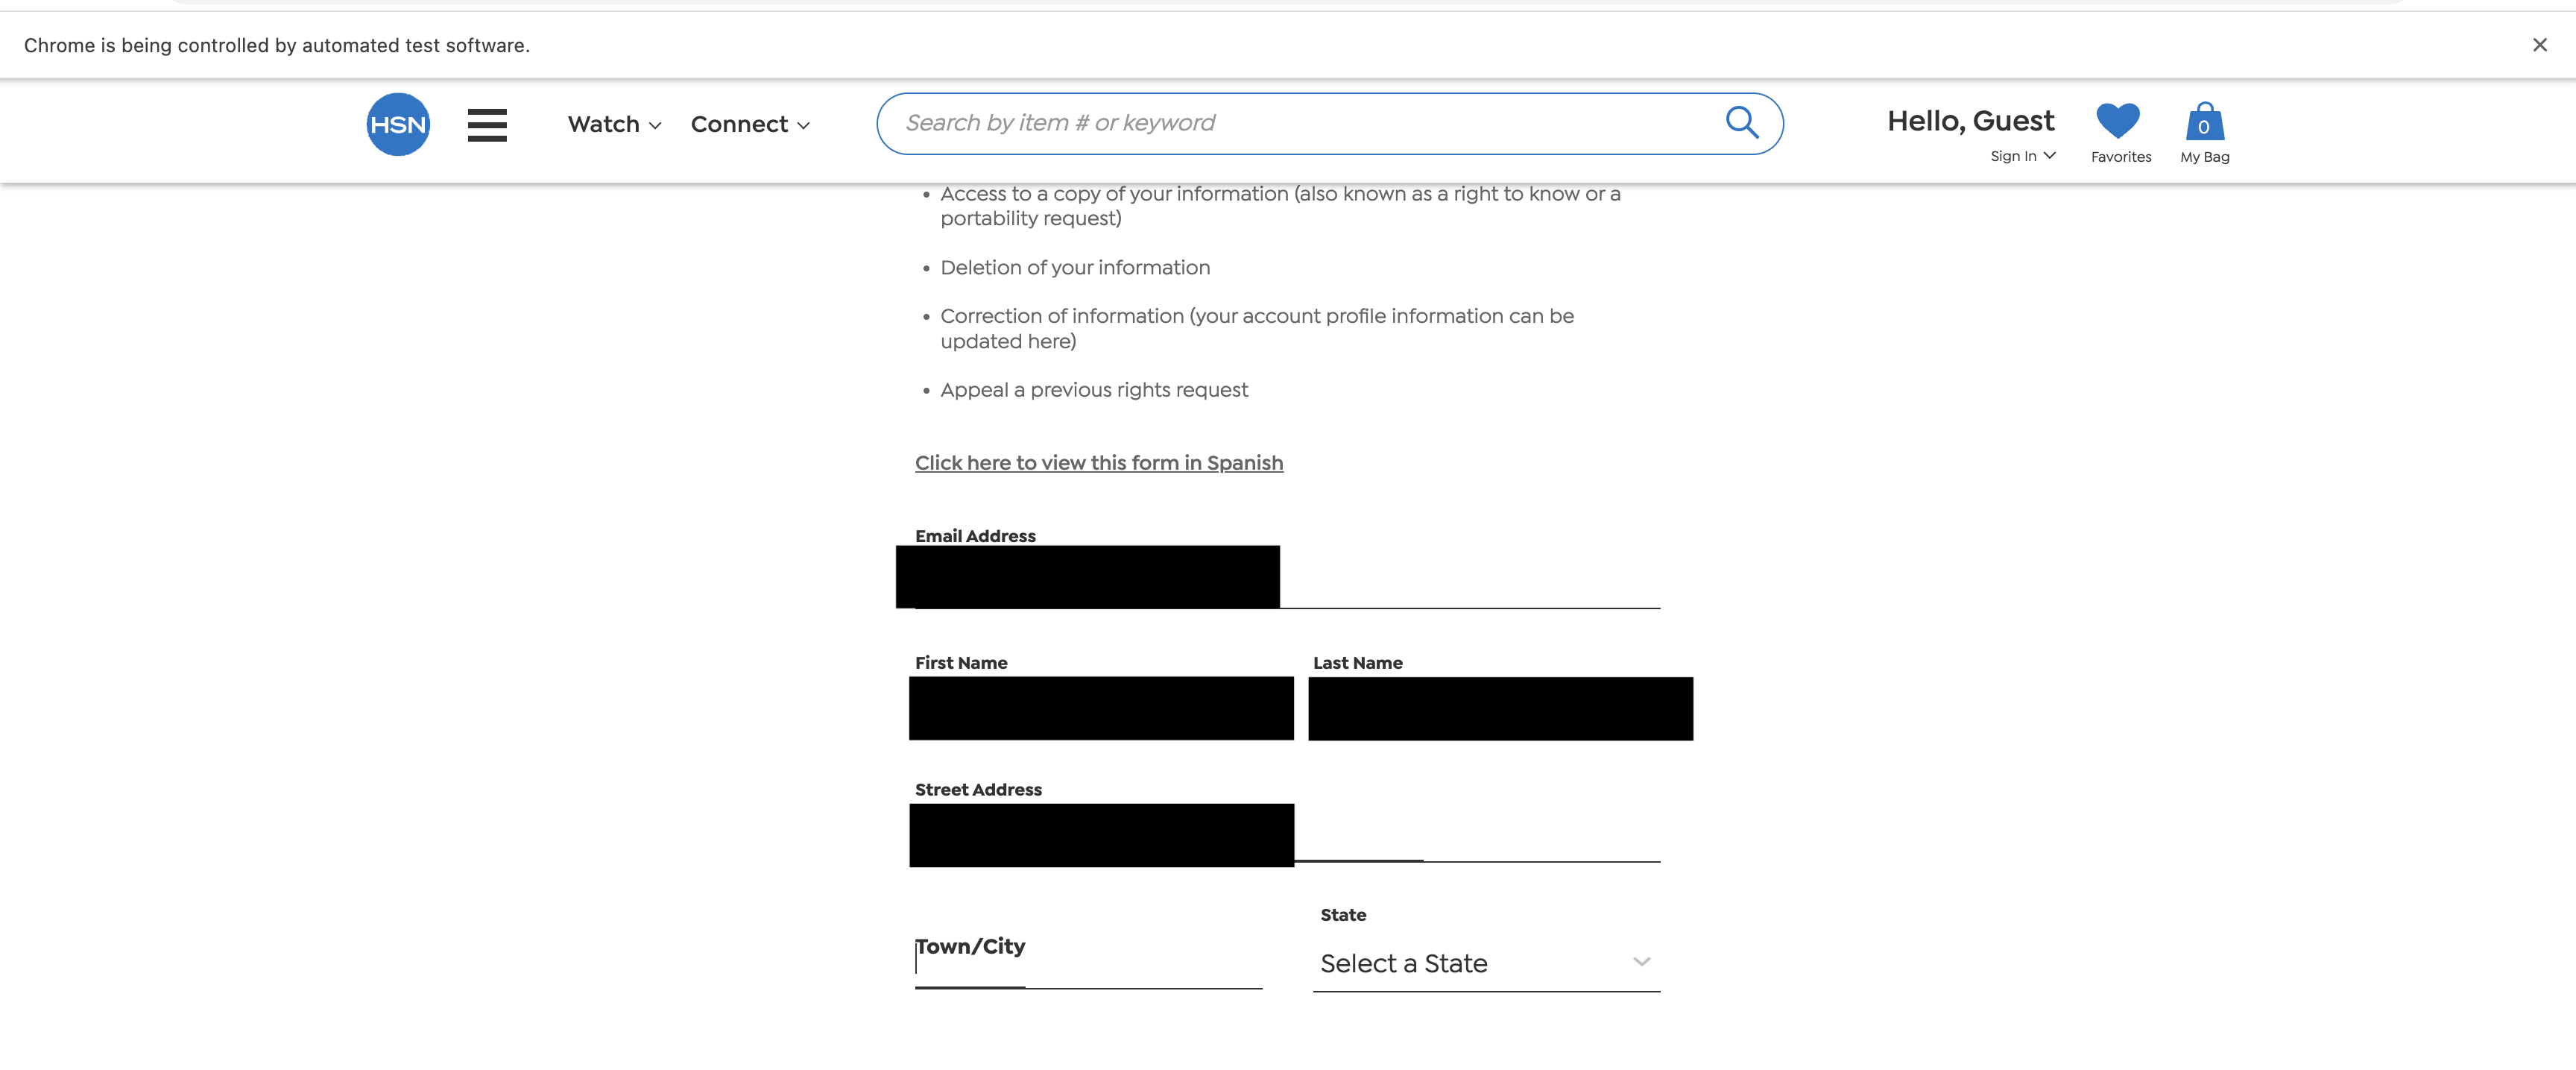 Chrome is being controlled by automated test software.
HSN
Watch
Connect
Search by item # or keyword
Hello, Guest
Sign In
Favorites
0
My Bag
Access to a copy of your information (also known as a right to know or a
portability request)
Deletion of your information
Correction of information (your account profile information can be
updated here)
Appeal a previous rights request
Click here to view this form in Spanish
Email Address
First Name
Last Name
Street Address
State
Town/City
Select a State